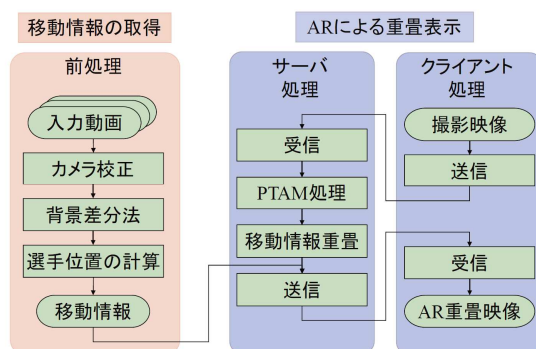 移動情報の取得
前処理
入力動画
カメラ校正
背景差分法
選手位置の計算
移動情報
ARによる重畳表示
サーバ
処理
受信
PTAM処理
移動情報重畳
送信
クライアント
処理
撮影映像
送信
受信
AR重畳映像